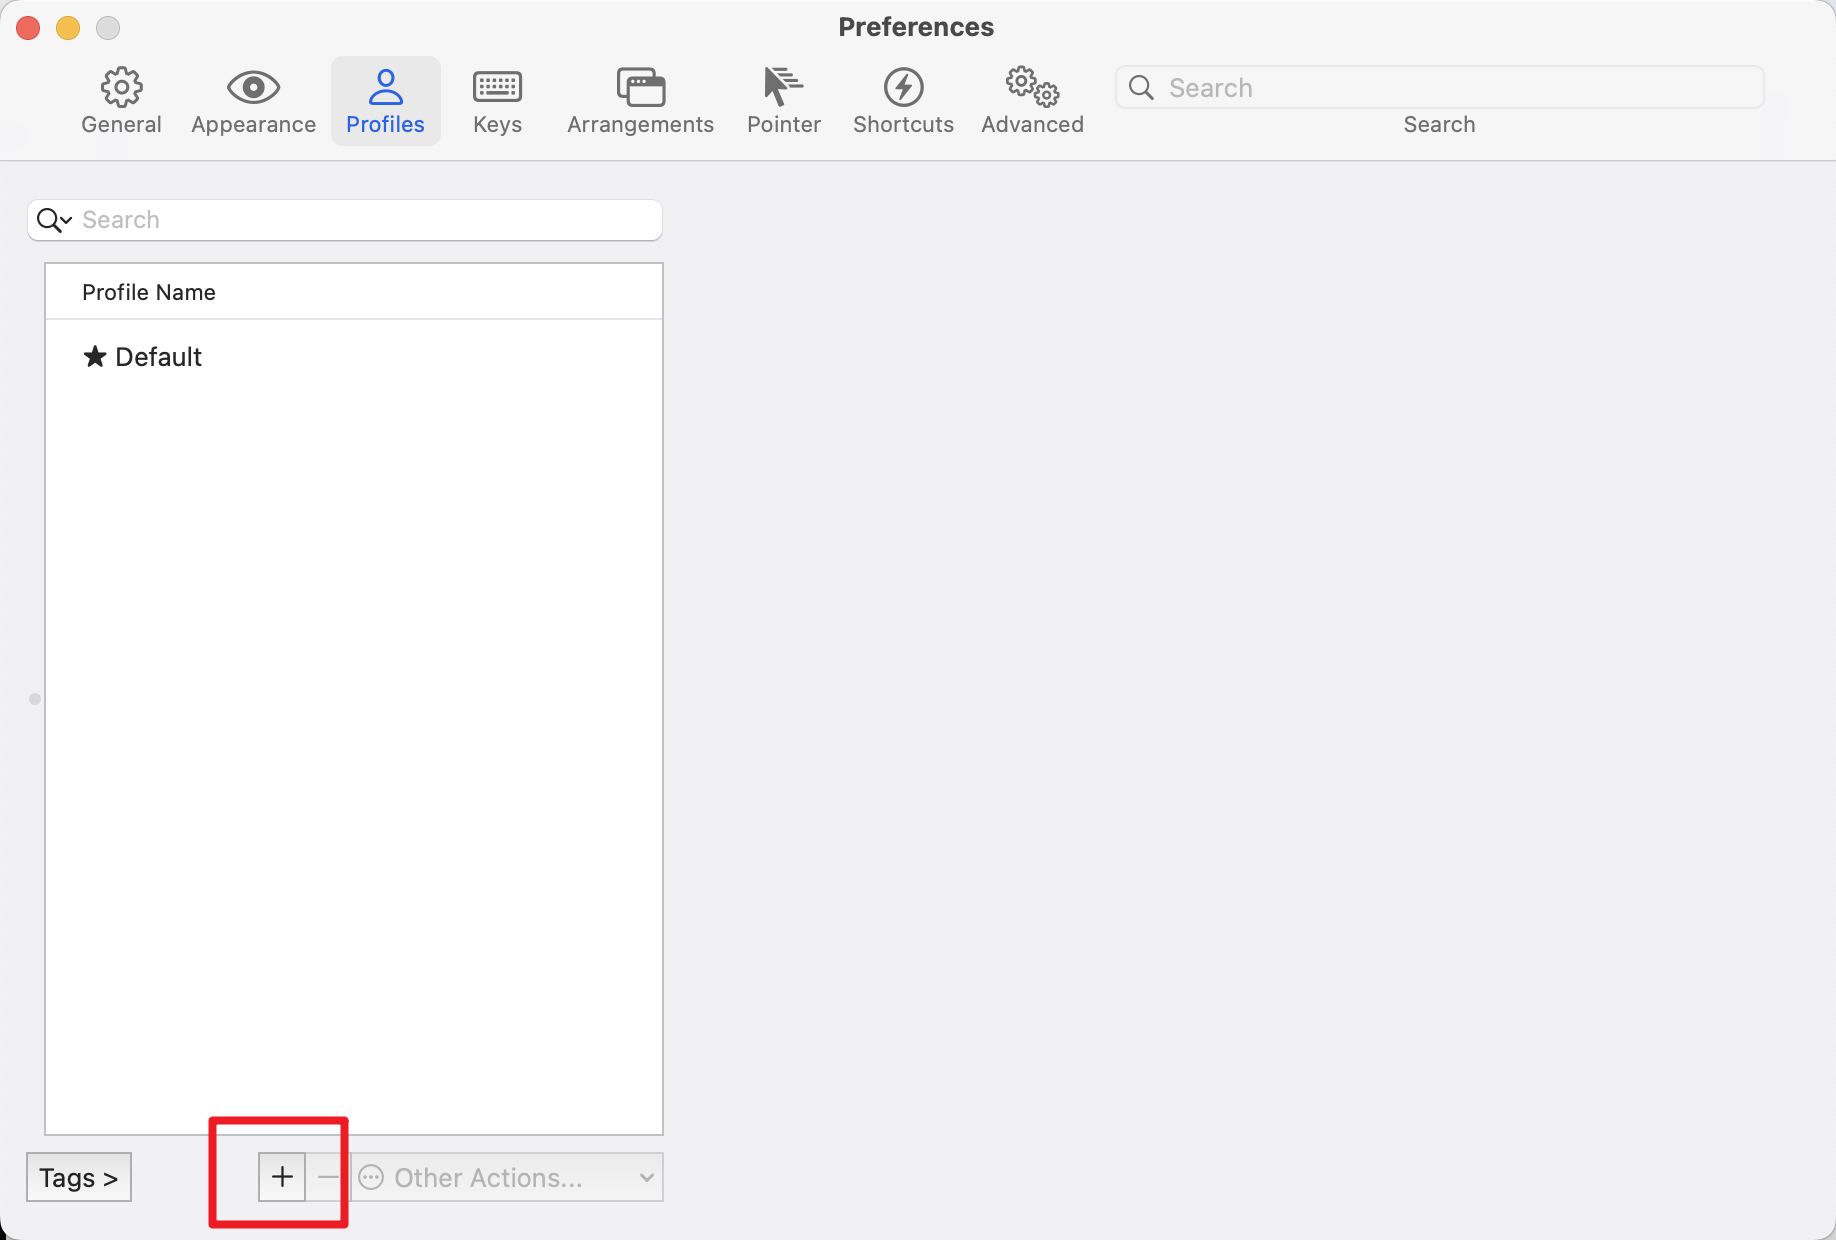 Preferences
General Appearance Profiles Keys Arrangements Pointer Shortcuts Advanced Search
Search
Search
Profile Name
★ Default
Tags > + − Other Actions...